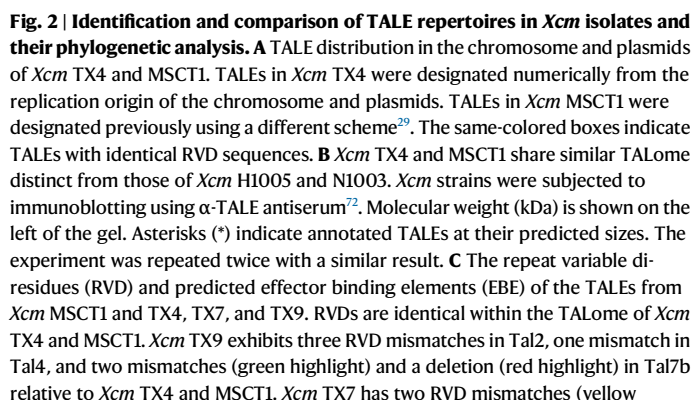 Fig. 2 | Identification and comparison of TALE repertoires in Xcm isolates and
their phylogenetic analysis. A TALE distribution in the chromosome and plasmids
of Xcm TX4 and MSCT1. TALEs in Xcm TX4 were designated numerically from the
replication origin of the chromosome and plasmids. TALEs in Xcm MSCT1 were
designated previously using a different scheme29. The same-colored boxes indicate
TALEs with identical RVD sequences. B Xcm TX4 and MSCT1 share similar TALome
distinct from those of Xcm H1005 and N1003. Xcm strains were subjected to
immunoblotting using α-TALE antiserum72. Molecular weight (kDa) is shown on the
left of the gel. Asterisks (*) indicate annotated TALEs at their predicted sizes. The
experiment was repeated twice with a similar result. C The repeat variable di-
residues (RVD) and predicted effector binding elements (EBE) of the TALEs from
Xcm MSCT1 and TX4, TX7, and TX9. RVDs are identical within the TALome of Xcm
TX4 and MSCT1. Xcm TX9 exhibits three RVD mismatches in Tal2, one mismatch in
Tal4, and two mismatches (green highlight) and a deletion (red highlight) in Tal7b
relative to Xcm TX4 and MSCT1. Xcm TX7 has two RVD mismatches (yellow